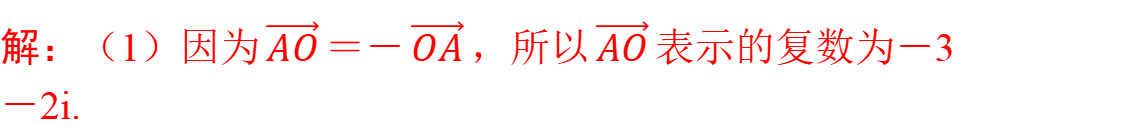 解：（1）因为$\overrightarrow{AO}$＝－$\overrightarrow{OA}$，所以$\overrightarrow{AO}$表示的复数为－3
－2i.